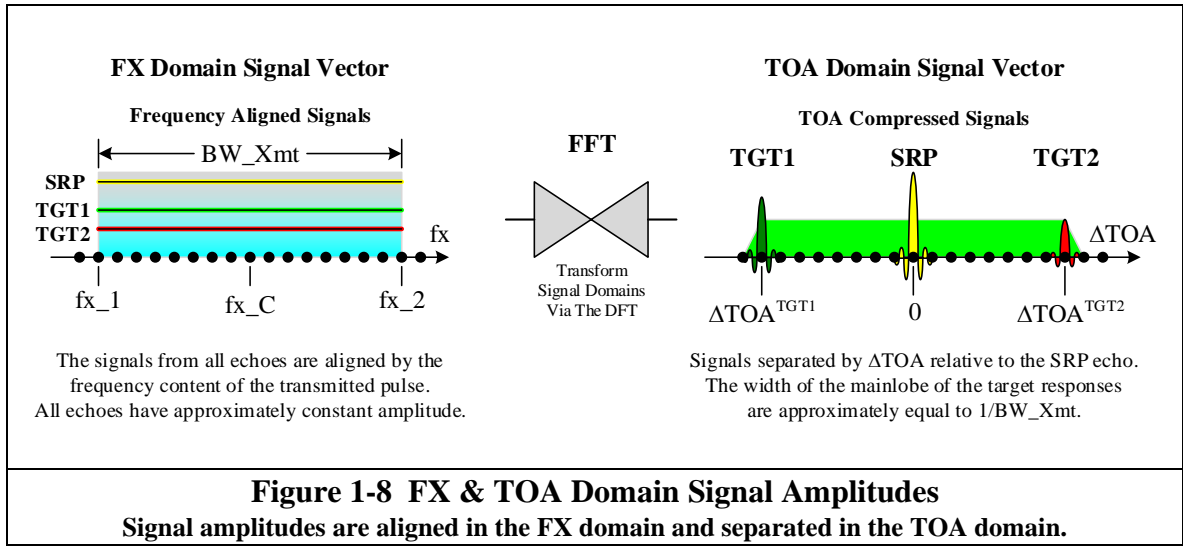 FX Domain Signal Vector
Frequency Aligned Signals
BW_Xmt
SRP
TGT1
TGT2
fx
fx_1
fx_C
fx_2
The signals from all echoes are aligned by the
frequency content of the transmitted pulse.
All echoes have approximately constant amplitude.
FFT
Transform
Signal Domains
Via The DFT
TOA Domain Signal Vector
TOA Compressed Signals
TGT1
SRP
TGT2
ΔTOA
ΔTOA^TGT1
0
ΔTOA^TGT2
Signals separated by ΔTOA relative to the SRP echo.
The width of the mainlobe of the target responses
are approximately equal to 1/BW_Xmt.
Figure 1-8 FX & TOA Domain Signal Amplitudes
Signal amplitudes are aligned in the FX domain and separated in the TOA domain.